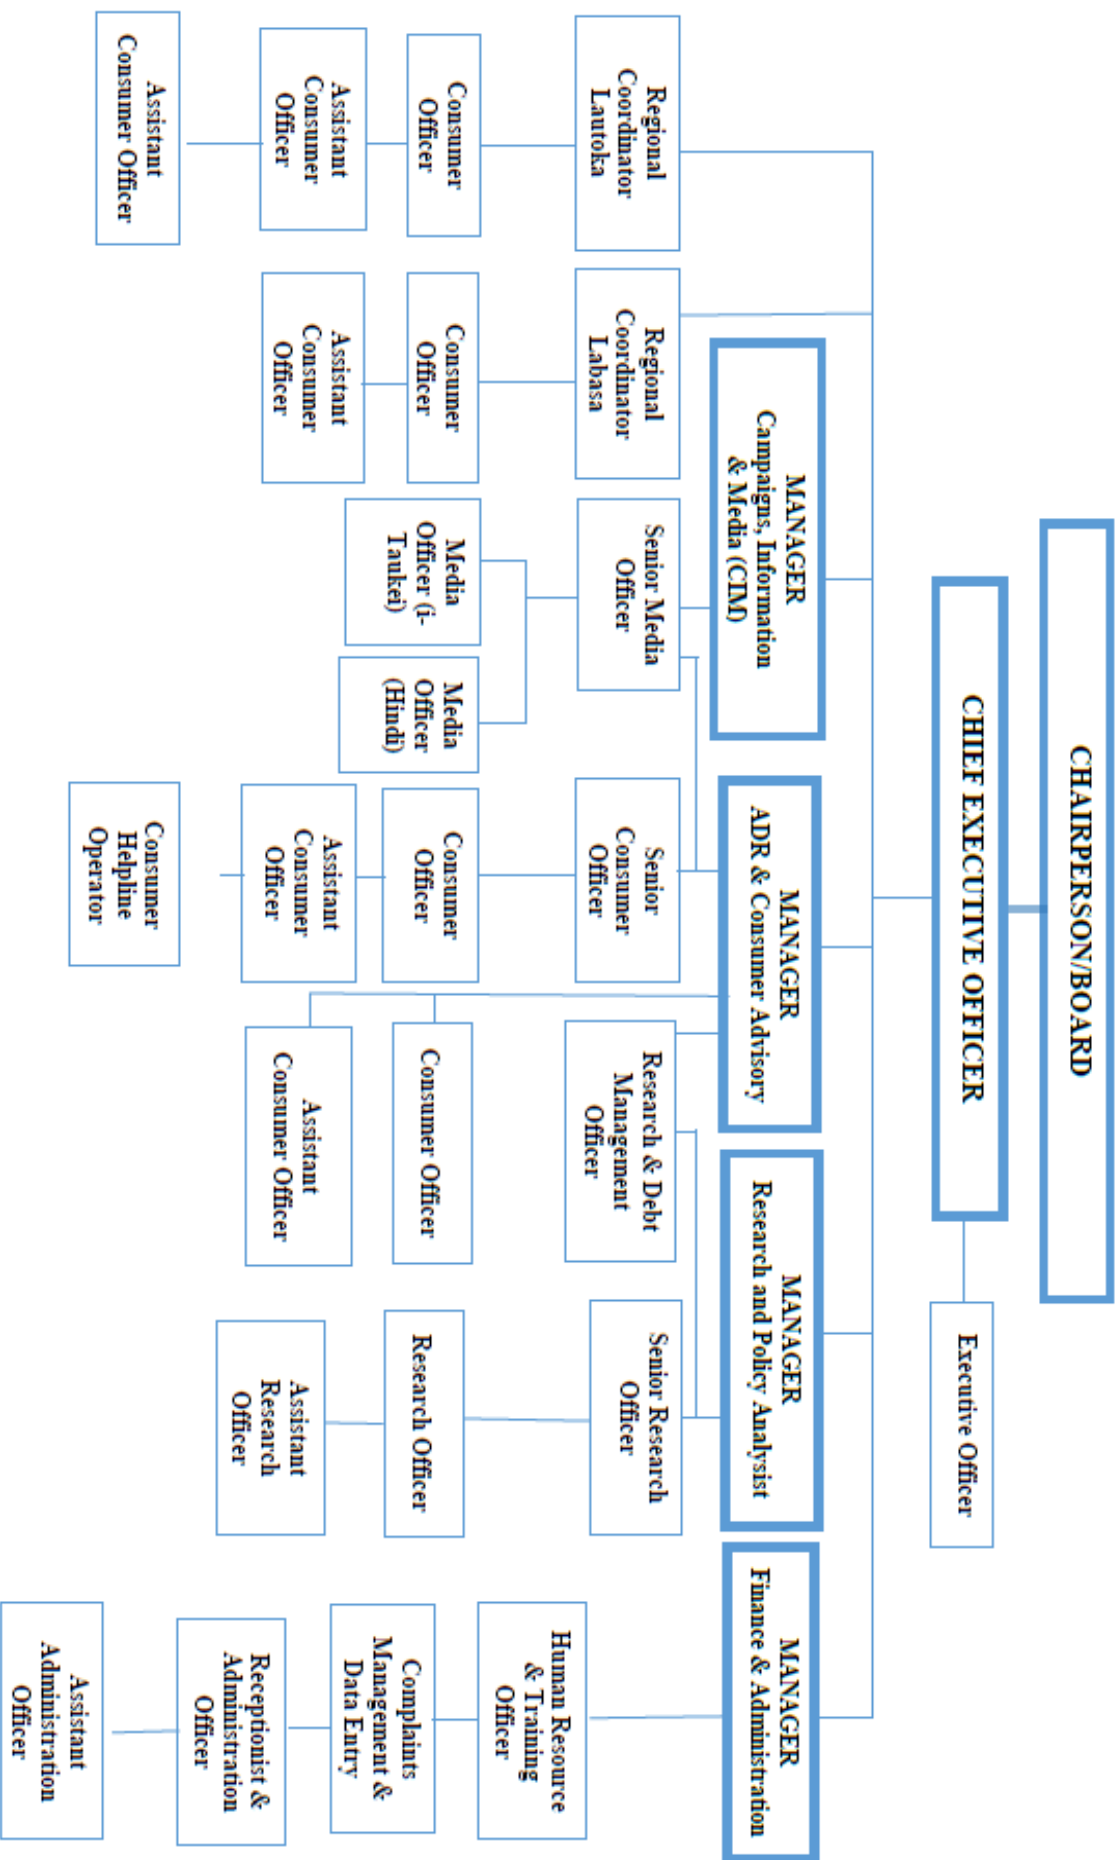 CHAIRPERSON/BOARD
CHIEF EXECUTIVE OFFICER
Executive Officer
MANAGER
Campaigns, Information
& Media (CIM)
MANAGER
ADR & Consumer Advisory
MANAGER
Research and Policy Analysist
MANAGER
Finance & Administration
Regional
Coordinator
Lautoka
Regional
Coordinator
Labasa
Senior Media
Officer
Senior
Consumer
Officer
Research & Debt
Management
Officer
Senior Research
Officer
Human Resource
& Training
Officer
Consumer
Officer
Consumer
Officer
Media
Officer (i-
Taukei)
Media
Officer
(Hindi)
Consumer
Officer
Consumer Officer
Research Officer
Complaints
Management &
Data Entry
Assistant
Consumer
Officer
Assistant
Consumer
Officer
Assistant
Consumer
Officer
Assistant
Consumer Officer
Assistant
Research
Officer
Receptionist &
Administration
Officer
Assistant
Consumer Officer
Consumer
Helpline
Operator
Assistant
Administration
Officer